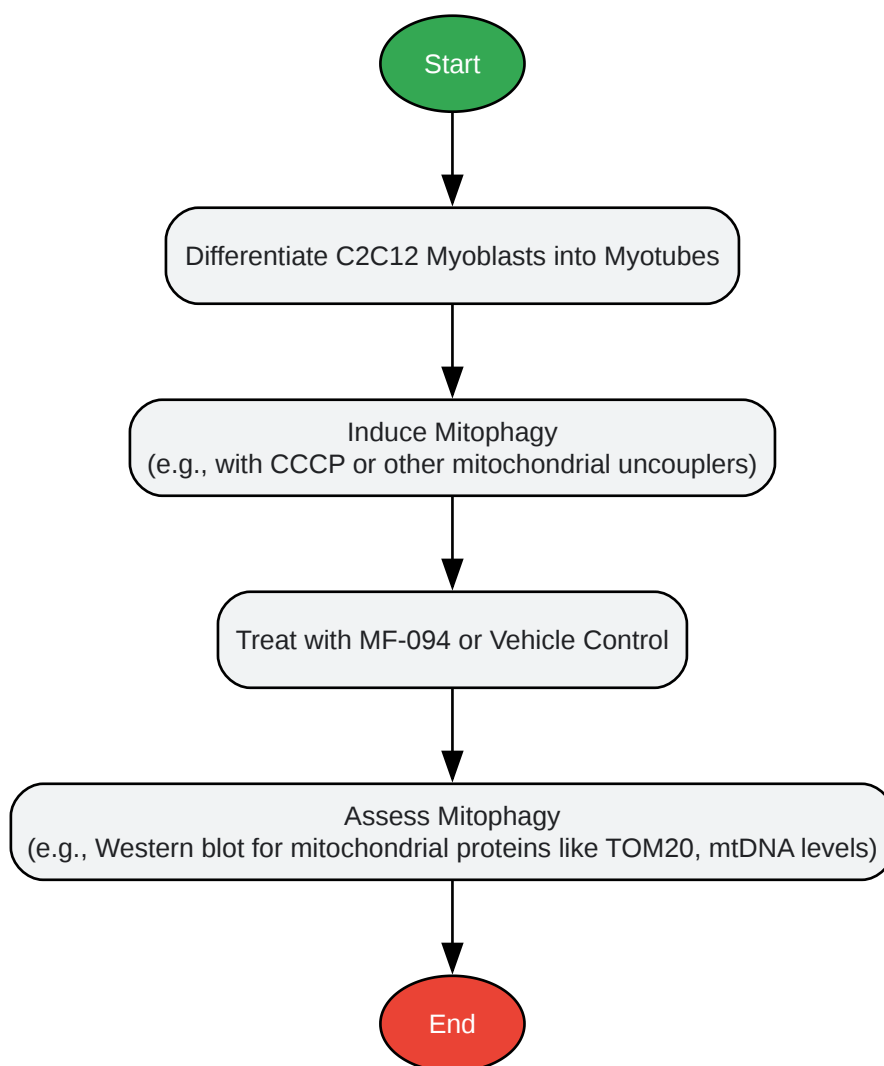 Start
Differentiate C2C12 Myoblasts into Myotubes
Induce Mitophagy
(e.g., with CCCP or other mitochondrial uncouplers)
Treat with MF-094 or Vehicle Control
Assess Mitophagy
(e.g., Western blot for mitochondrial proteins like TOM20, mtDNA levels)
End